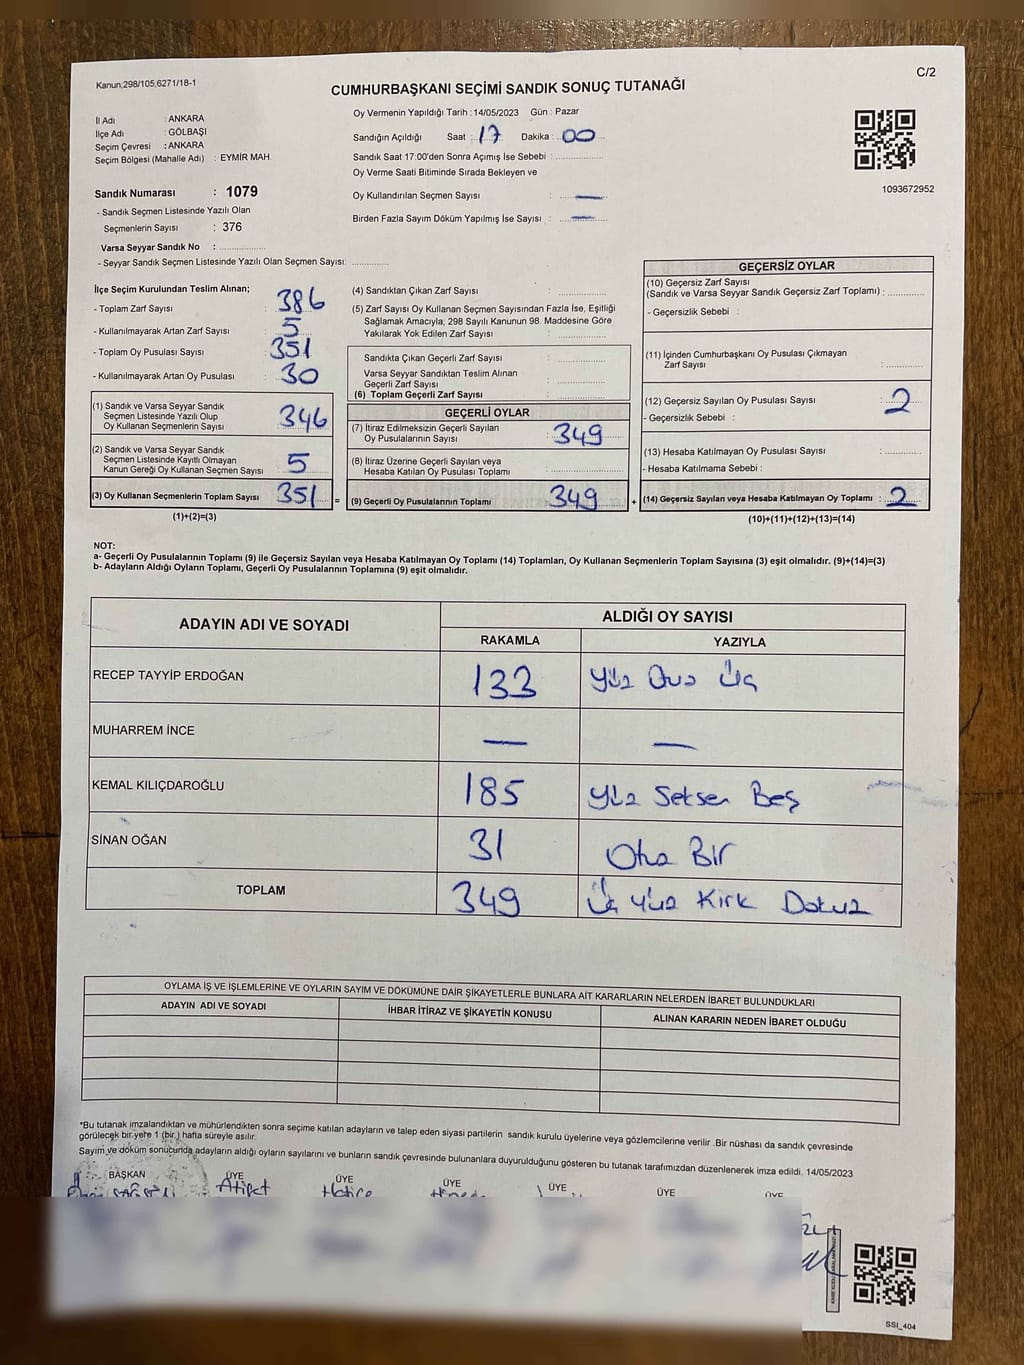 Kanun;298/105,6271/18-1
C/2
CUMHURBAŞKANI SEÇİMİ SANDIK SONUÇ TUTANAĞI
İl Adı : ANKARA
İlçe Adı : GÖLBAŞI
Seçim Çevresi : ANKARA
Seçim Bölgesi (Mahalle Adı) : EYMİR MAH.
Sandık Numarası : 1079
- Sandık Seçmen Listesinde Yazılı Olan
Seçmenlerin Sayısı : 376
Varsa Seyyar Sandık No :
- Seyyar Sandık Seçmen Listesinde Yazılı Olan Seçmen Sayısı:
Oy Vermenin Yapıldığı Tarih : 14/05/2023 Gün : Pazar
Sandığın Açıldığı Saat : 17 Dakika : 00
Sandık Saat 17:00'den Sonra Açımış İse Sebebi :
Oy Verme Saati Bitiminde Sırada Bekleyen ve
Oy Kullandırılan Seçmen Sayısı : —
Birden Fazla Sayım Döküm Yapılmış İse Sayısı : —
1093672952
İlçe Seçim Kurulundan Teslim Alınan;
- Toplam Zarf Sayısı : 386
- Kullanılmayarak Artan Zarf Sayısı : 5
- Toplam Oy Pusulası Sayısı : 351
- Kullanılmayarak Artan Oy Pusulası : 30
(1) Sandık ve Varsa Seyyar Sandık
Seçmen Listesinde Yazılı Olup
Oy Kullanan Seçmenlerin Sayısı : 346
(2) Sandık ve Varsa Seyyar Sandık
Seçmen Listesinde Kayıtlı Olmayan
Kanun Gereği Oy Kullanan Seçmen Sayısı : 5
(3) Oy Kullanan Seçmenlerin Toplam Sayısı : 351 =
(1)+(2)=(3)
(4) Sandıktan Çıkan Zarf Sayısı :
(5) Zarf Sayısı Oy Kullanan Seçmen Sayısından Fazla İse, Eşitliği
Sağlamak Amacıyla; 298 Sayılı Kanunun 98. Maddesine Göre
Yakılarak Yok Edilen Zarf Sayısı :
Sandıkta Çıkan Geçerli Zarf Sayısı :
Varsa Seyyar Sandıktan Teslim Alınan
Geçerli Zarf Sayısı :
(6) Toplam Geçerli Zarf Sayısı :
GEÇERLİ OYLAR
(7) İtiraz Edilmeksizin Geçerli Sayılan
Oy Pusulalarının Sayısı : 349
(8) İtiraz Üzerine Geçerli Sayılan veya
Hesaba Katılan Oy Pusulası Toplamı :
(9) Geçerli Oy Pusulalarının Toplamı : 349 +
GEÇERSİZ OYLAR
(10) Geçersiz Zarf Sayısı
(Sandık ve Varsa Seyyar Sandık Geçersiz Zarf Toplamı) :
- Geçersizlik Sebebi :
(11) İçinden Cumhurbaşkanı Oy Pusulası Çıkmayan
Zarf Sayısı :
(12) Geçersiz Sayılan Oy Pusulası Sayısı : 2
- Geçersizlik Sebebi :
(13) Hesaba Katılmayan Oy Pusulası Sayısı :
- Hesaba Katılmama Sebebi :
(14) Geçersiz Sayılan veya Hesaba Katılmayan Oy Toplamı : 2
(10)+(11)+(12)+(13)=(14)
NOT:
a- Geçerli Oy Pusulalarının Toplamı (9) ile Geçersiz Sayılan veya Hesaba Katılmayan Oy Toplamı (14) Toplamları, Oy Kullanan Seçmenlerin Toplam Sayısına (3) eşit olmalıdır. (9)+(14)=(3)
b- Adayların Aldığı Oyların Toplamı, Geçerli Oy Pusulalarının Toplamına (9) eşit olmalıdır.
ADAYIN ADI VE SOYADI
ALDIĞI OY SAYISI
RAKAMLA YAZIYLA
RECEP TAYYİP ERDOĞAN 133 Yüz Otuz Üç
MUHARREM İNCE — —
KEMAL KILIÇDAROĞLU 185 Yüz Seksen Beş
SİNAN OĞAN 31 Otuz Bir
TOPLAM 349 Üç Yüz Kırk Dokuz
OYLAMA İŞ VE İŞLEMLERİNE VE OYLARIN SAYIM VE DÖKÜMÜNE DAİR ŞİKAYETLERLE BUNLARA AİT KARARLARIN NELERDEN İBARET BULUNDUKLARI
ADAYIN ADI VE SOYADI İHBAR İTİRAZ VE ŞİKAYETİN KONUSU ALINAN KARARIN NEDEN İBARET OLDUĞU
*Bu tutanak imzalandıktan ve mühürlendikten sonra seçime katılan adayların ve talep eden siyasi partilerin sandık kurulu üyelerine veya gözlemcilerine verilir .Bir nüshası da sandık çevresinde
görülecek bir yere 1 (bir.) hafta süreyle asılır.
Sayım ve döküm sonucunda adayların aldığı oyların sayılarını ve bunların sandık çevresinde bulunanlara duyurulduğunu gösteren bu tutanak tarafımızdan düzenlenerek imza edildi. 14/05/2023
BAŞKAN ÜYE ÜYE ÜYE ÜYE ÜYE ÜYE
Hatice
SSI_404